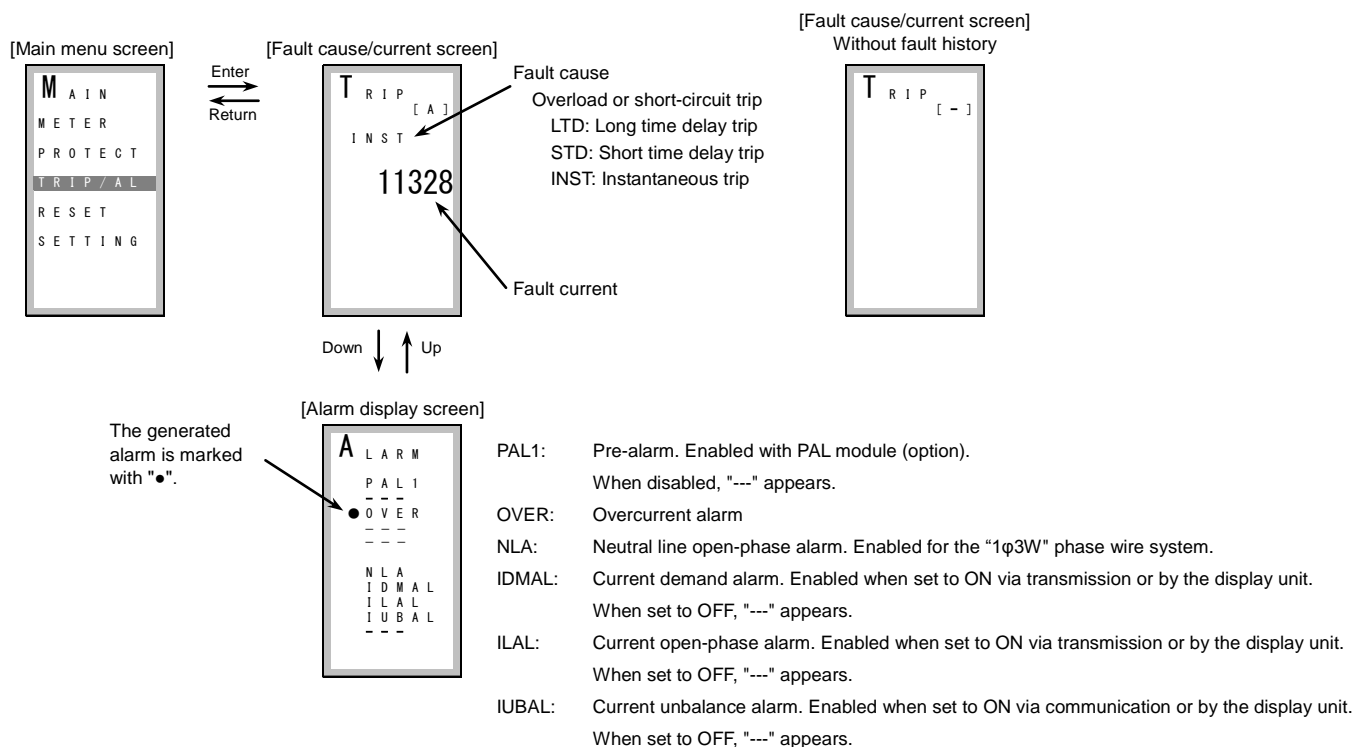 [Main menu screen]
MAIN
METER
PROTECT
TRIP/AL
RESET
SETTING
Enter
Return
[Fault cause/current screen]
TRIP
[A]
INST
11328
Fault cause
Overload or short-circuit trip
LTD: Long time delay trip
STD: Short time delay trip
INST: Instantaneous trip
Fault current
[Fault cause/current screen]
Without fault history
TRIP
[-]
Down
Up
[Alarm display screen]
The generated
alarm is marked
with "●".
ALARM
PAL1
---
●OVER
---
---
NLA
IDMAL
ILAL
IUBAL
---
PAL1: Pre-alarm. Enabled with PAL module (option).
When disabled, "---" appears.
OVER: Overcurrent alarm
NLA: Neutral line open-phase alarm. Enabled for the “1φ3W" phase wire system.
IDMAL: Current demand alarm. Enabled when set to ON via transmission or by the display unit.
When set to OFF, "---" appears.
ILAL: Current open-phase alarm. Enabled when set to ON via transmission or by the display unit.
When set to OFF, "---" appears.
IUBAL: Current unbalance alarm. Enabled when set to ON via communication or by the display unit.
When set to OFF, "---" appears.